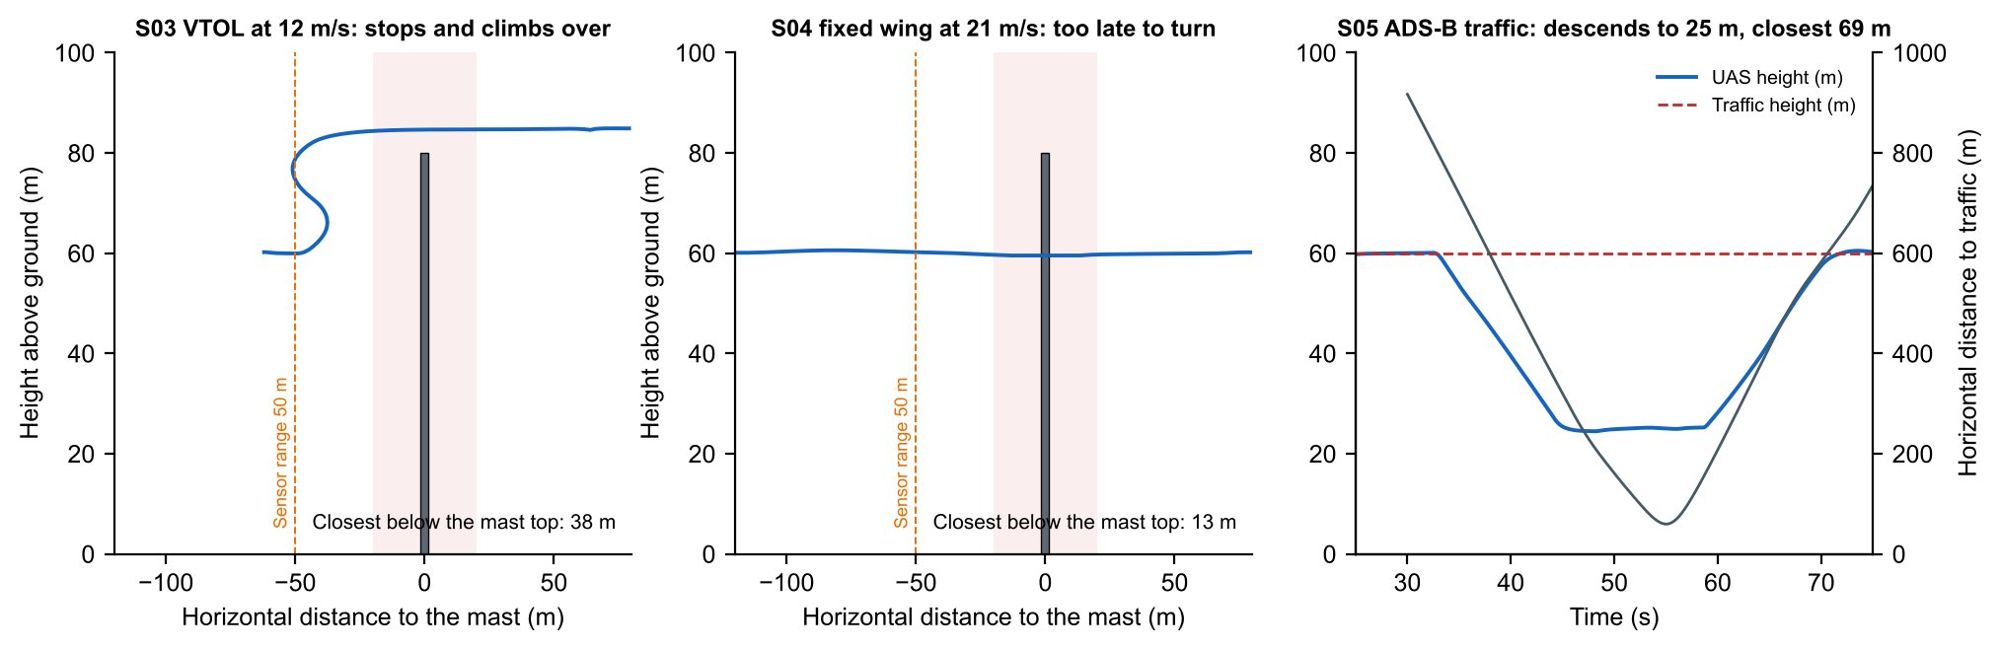 S03 VTOL at 12 m/s: stops and climbs over
100
80
60
40
20
0
Height above ground (m)
Sensor range 50 m
Closest below the mast top: 38 m
−100
−50
0
50
Horizontal distance to the mast (m)
S04 fixed wing at 21 m/s: too late to turn
100
80
60
40
20
0
Height above ground (m)
Sensor range 50 m
Closest below the mast top: 13 m
−100
−50
0
50
Horizontal distance to the mast (m)
S05 ADS-B traffic: descends to 25 m, closest 69 m
100
80
60
40
20
0
UAS height (m)
Traffic height (m)
1000
800
600
400
200
0
Horizontal distance to traffic (m)
30
40
50
60
70
Time (s)